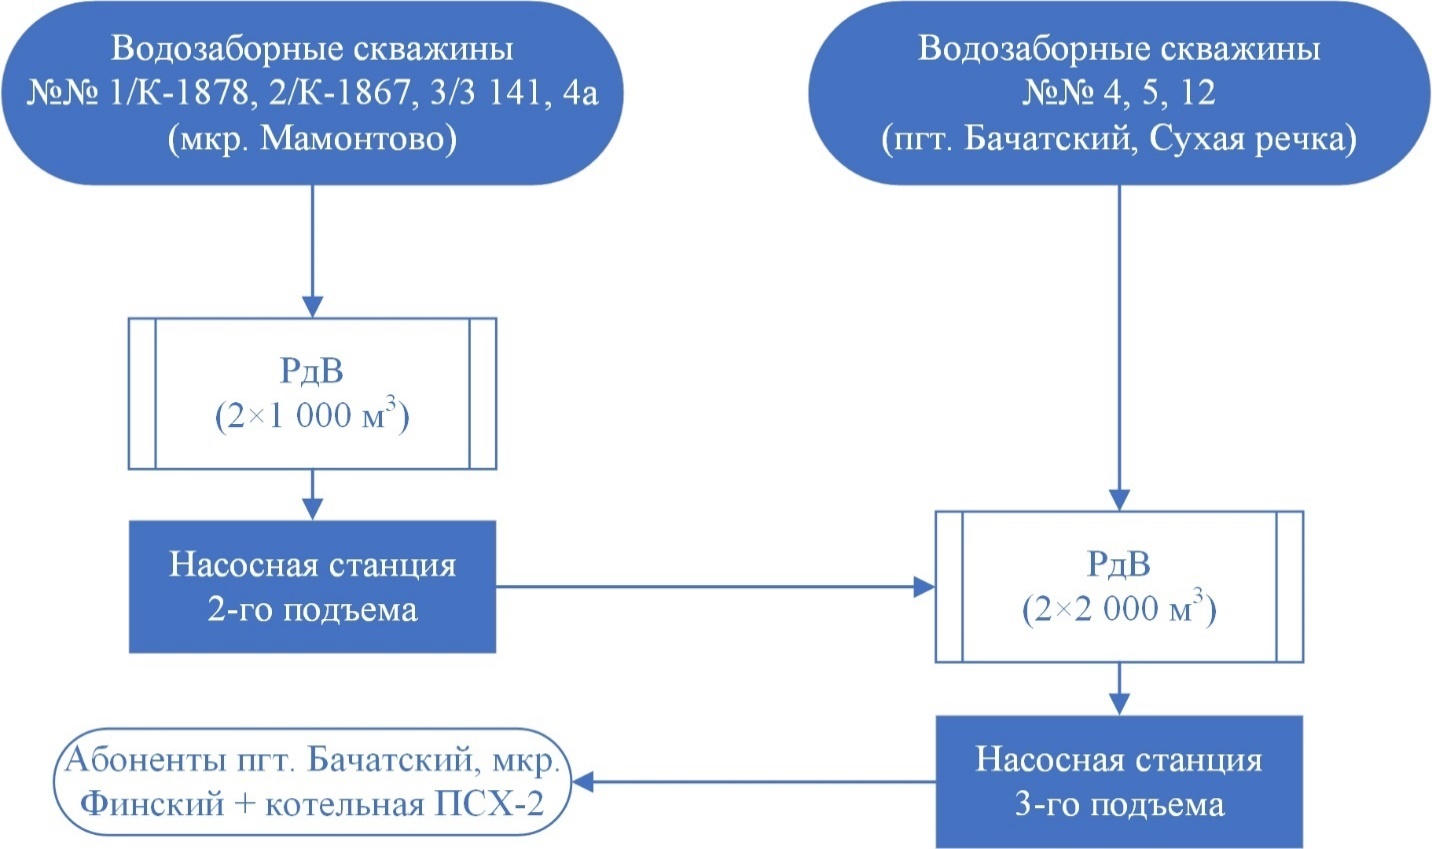 Водозаборные скважины
№№ 1/К-1878, 2/К-1867, 3/З 141, 4а
(мкр. Мамонтово)
Водозаборные скважины
№№ 4, 5, 12
(пгт. Бачатский, Сухая речка)
РдВ
(2×1 000 м³)
Насосная станция
2-го подъема
РдВ
(2×2 000 м³)
Абоненты пгт. Бачатский, мкр.
Финский + котельная ПСХ-2
Насосная станция
3-го подъема